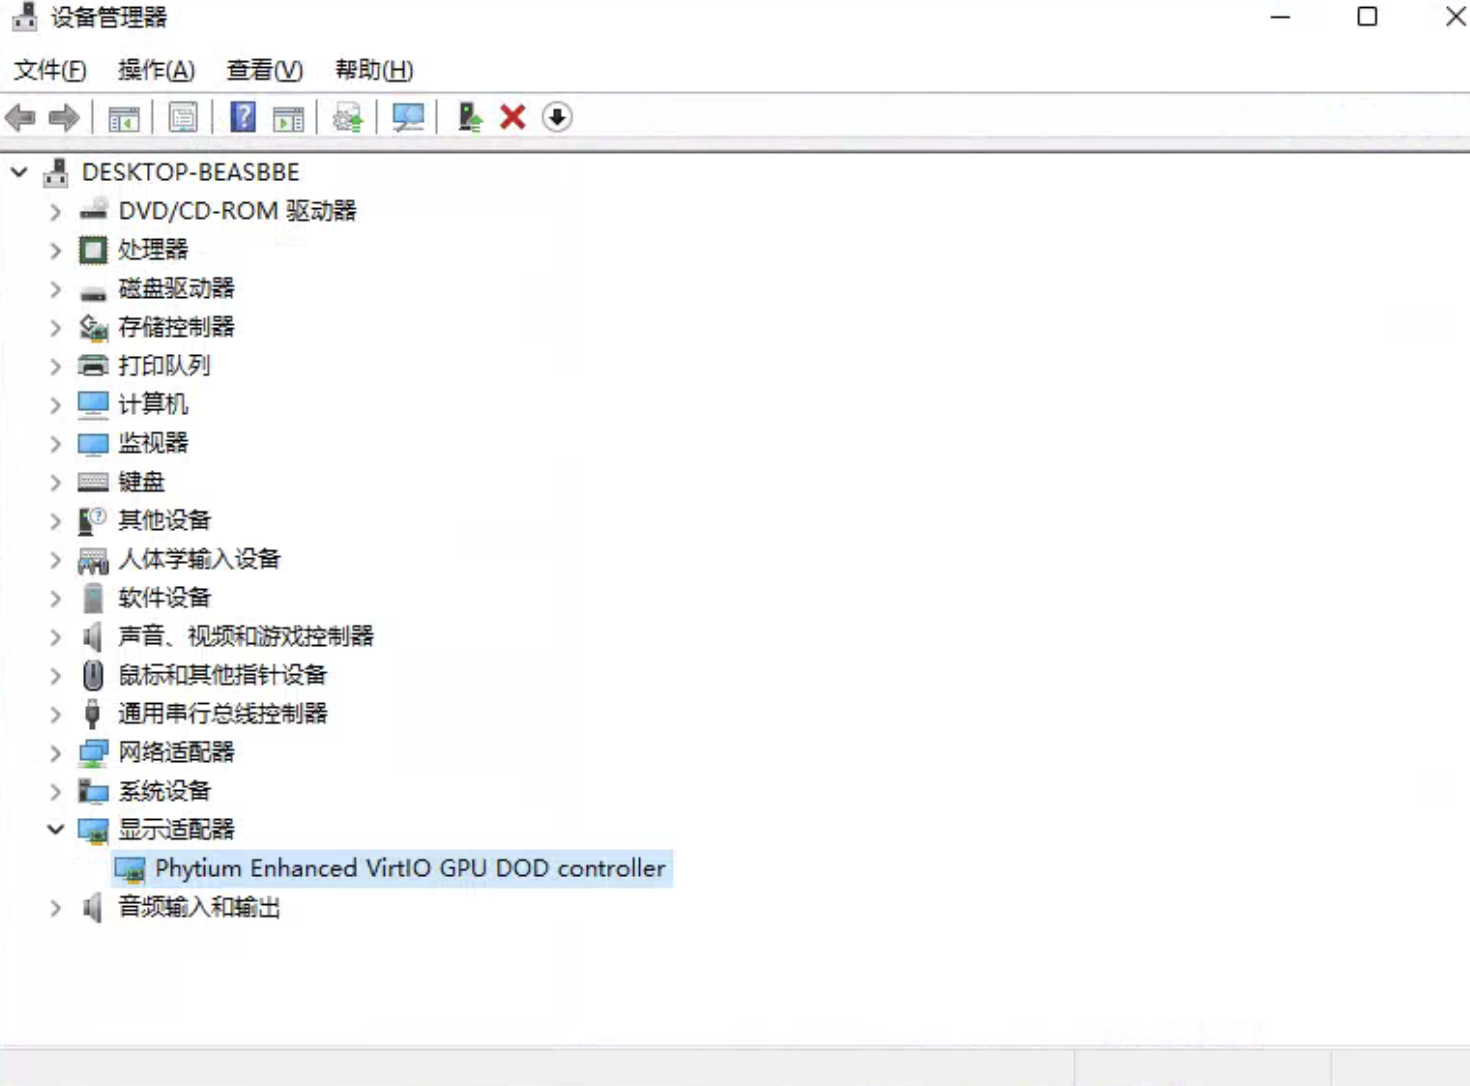 设备管理器
文件(F) 操作(A) 查看(V) 帮助(H)
DESKTOP-BEASBBE
DVD/CD-ROM 驱动器
处理器
磁盘驱动器
存储控制器
打印队列
计算机
监视器
键盘
其他设备
人体学输入设备
软件设备
声音、视频和游戏控制器
鼠标和其他指针设备
通用串行总线控制器
网络适配器
系统设备
显示适配器
Phytium Enhanced VirtIO GPU DOD controller
音频输入和输出